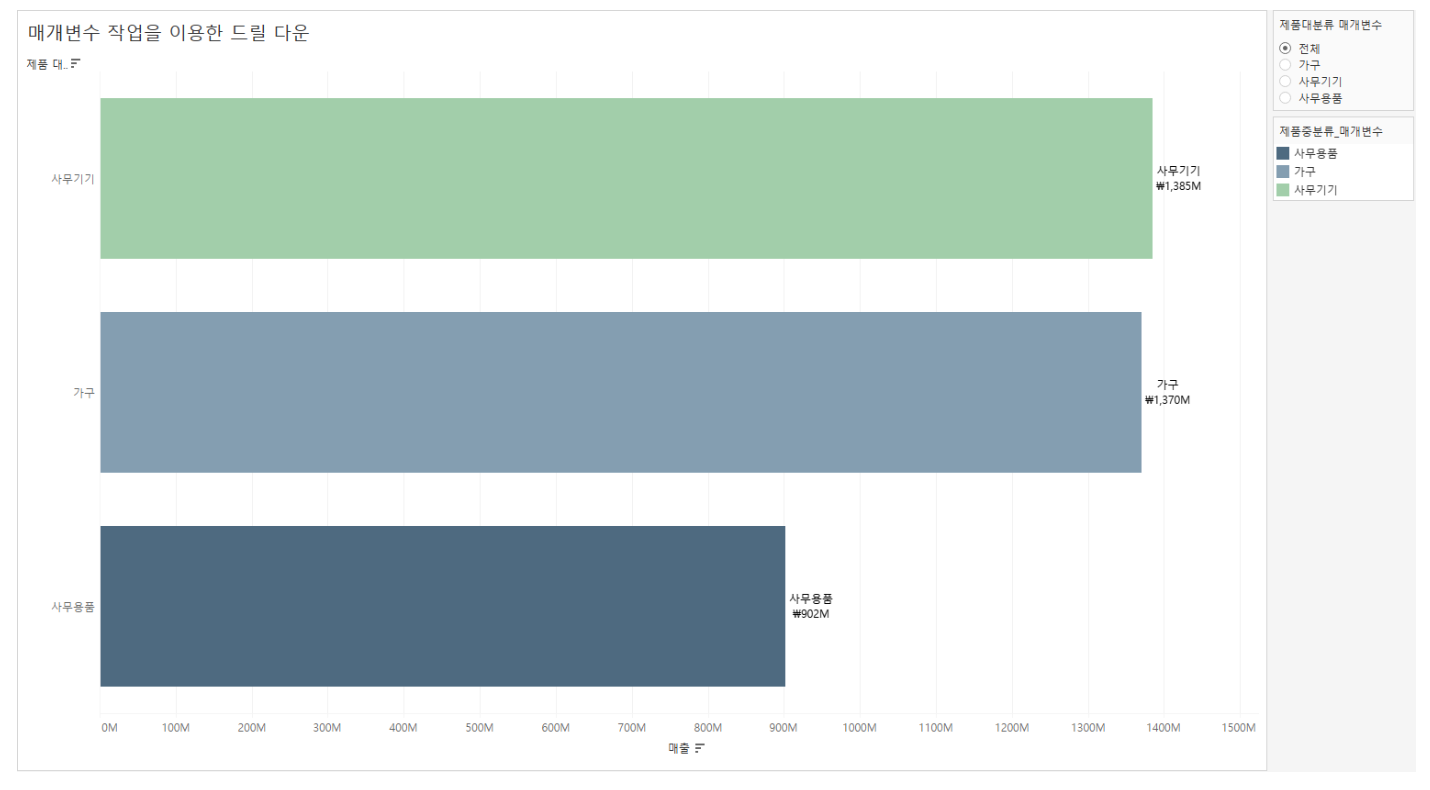 매개변수 작업을 이용한 드릴 다운
제품 대..
사무기기
사무기기
₩1,385M
가구
가구
₩1,370M
사무용품
사무용품
₩902M
0M 100M 200M 300M 400M 500M 600M 700M 800M 900M 1000M 1100M 1200M 1300M 1400M 1500M
매출
제품대분류 매개변수
전체
가구
사무기기
사무용품
제품중분류_매개변수
사무용품
가구
사무기기